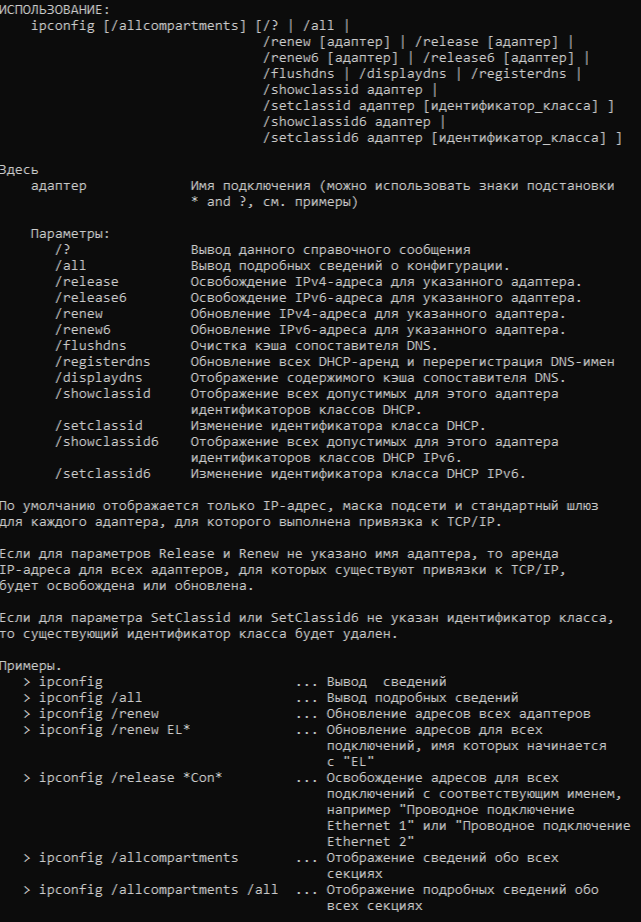 ИСПОЛЬЗОВАНИЕ:
ipconfig [/allcompartments] [/? | /all |
/renew [адаптер] | /release [адаптер] |
/renew6 [адаптер] | /release6 [адаптер] |
/flushdns | /displaydns | /registerdns |
/showclassid адаптер |
/setclassid адаптер [идентификатор_класса] ]
/showclassid6 адаптер |
/setclassid6 адаптер [идентификатор_класса] ]
Здесь
адаптер Имя подключения (можно использовать знаки подстановки
* and ?, см. примеры)
Параметры:
/? Вывод данного справочного сообщения
/all Вывод подробных сведений о конфигурации.
/release Освобождение IPv4-адреса для указанного адаптера.
/release6 Освобождение IPv6-адреса для указанного адаптера.
/renew Обновление IPv4-адреса для указанного адаптера.
/renew6 Обновление IPv6-адреса для указанного адаптера.
/flushdns Очистка кэша сопоставителя DNS.
/registerdns Обновление всех DHCP-аренд и перерегистрация DNS-имен
/displaydns Отображение содержимого кэша сопоставителя DNS.
/showclassid Отображение всех допустимых для этого адаптера
идентификаторов классов DHCP.
/setclassid Изменение идентификатора класса DHCP.
/showclassid6 Отображение всех допустимых для этого адаптера
идентификаторов классов DHCP IPv6.
/setclassid6 Изменение идентификатора класса DHCP IPv6.
По умолчанию отображается только IP-адрес, маска подсети и стандартный шлюз
для каждого адаптера, для которого выполнена привязка к TCP/IP.
Если для параметров Release и Renew не указано имя адаптера, то аренда
IP-адреса для всех адаптеров, для которых существуют привязки к TCP/IP,
будет освобождена или обновлена.
Если для параметра SetClassid или SetClassid6 не указан идентификатор класса,
то существующий идентификатор класса будет удален.
Примеры.
> ipconfig ... Вывод  сведений
> ipconfig /all ... Вывод подробных сведений
> ipconfig /renew ... Обновление адресов всех адаптеров
> ipconfig /renew EL* ... Обновление адресов для всех
подключений, имя которых начинается
с "EL"
> ipconfig /release *Con* ... Освобождение адресов для всех
подключений с соответствующим именем,
например "Проводное подключение
Ethernet 1" или "Проводное подключение
Ethernet 2"
> ipconfig /allcompartments ... Отображение сведений обо всех
секциях
> ipconfig /allcompartments /all ... Отображение подробных сведений обо
всех секциях